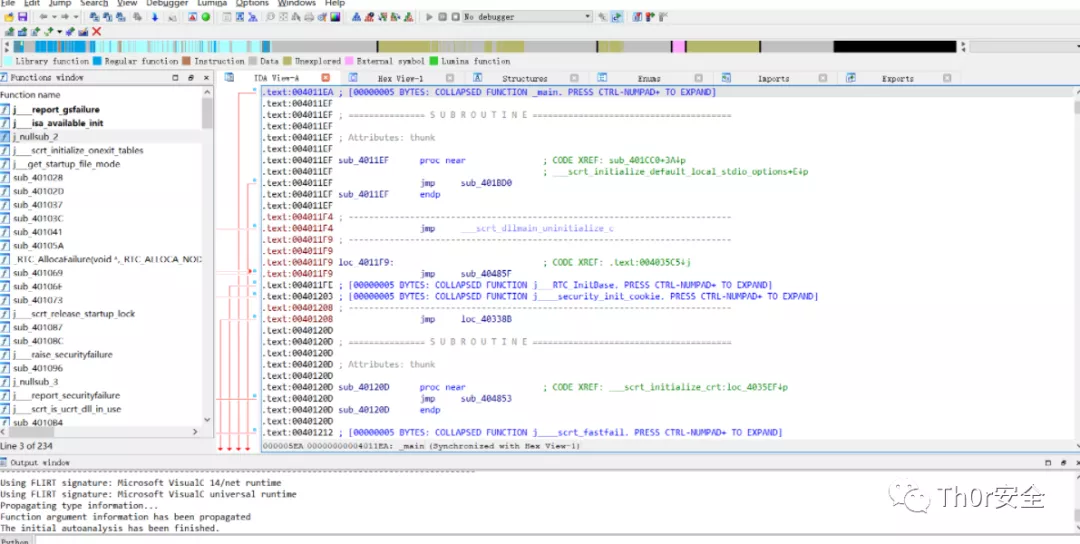 File Edit Jump Search View Debugger Lumina Options Windows Help
No debugger
Library function Regular function Instruction Data Unexplored External symbol Lumina function
Functions window
IDA View-A Hex View-1 Structures Enums Imports Exports
Function name
j___report_gsfailure
j___isa_available_init
j_nullsub_2
j___scrt_initialize_onexit_tables
j__get_startup_file_mode
sub_401028
sub_40102D
sub_401037
sub_40103C
sub_401041
sub_40105A
_RTC_AllocaFailure(void *,_RTC_ALLOCA_NOD
sub_401069
sub_40106F
sub_401073
j___scrt_release_startup_lock
sub_401087
sub_40108C
j___raise_securityfailure
sub_401096
j_nullsub_3
j___report_securityfailure
j___scrt_is_ucrt_dll_in_use
sub_4010B4
Line 3 of 234
.text:004011EA ; [00000005 BYTES: COLLAPSED FUNCTION _main. PRESS CTRL-NUMPAD+ TO EXPAND]
.text:004011EF
.text:004011EF ; =============== S U B R O U T I N E =======================================
.text:004011EF
.text:004011EF ; Attributes: thunk
.text:004011EF
.text:004011EF sub_4011EF proc near ; CODE XREF: sub_401CC0+3A↓p
.text:004011EF ; ___scrt_initialize_default_local_stdio_options+E↓p
.text:004011EF jmp sub_401BD0
.text:004011EF sub_4011EF endp
.text:004011EF
.text:004011F4 ; ---------------------------------------------------------------------------
.text:004011F4 jmp ___scrt_dllmain_uninitialize_c
.text:004011F9 ; ---------------------------------------------------------------------------
.text:004011F9
.text:004011F9 loc_4011F9: ; CODE XREF: .text:004035C5↓j
.text:004011F9 jmp sub_40485F
.text:004011FE ; [00000005 BYTES: COLLAPSED FUNCTION j__RTC_InitBase. PRESS CTRL-NUMPAD+ TO EXPAND]
.text:00401203 ; [00000005 BYTES: COLLAPSED FUNCTION j____security_init_cookie. PRESS CTRL-NUMPAD+ TO EXPAND]
.text:00401208 ; ---------------------------------------------------------------------------
.text:00401208 jmp loc_40338B
.text:0040120D
.text:0040120D ; =============== S U B R O U T I N E =======================================
.text:0040120D
.text:0040120D ; Attributes: thunk
.text:0040120D
.text:0040120D sub_40120D proc near ; CODE XREF: ___scrt_initialize_crt:loc_4035EF↓p
.text:0040120D jmp sub_404853
.text:0040120D sub_40120D endp
.text:0040120D
.text:00401212 ; [00000005 BYTES: COLLAPSED FUNCTION j____scrt_fastfail. PRESS CTRL-NUMPAD+ TO EXPAND]
000005EA 00000000004011EA: _main (Synchronized with Hex View-1)
Output window
Using FLIRT signature: Microsoft VisualC 14/net runtime
Using FLIRT signature: Microsoft VisualC universal runtime
Propagating type information...
Function argument information has been propagated
The initial autoanalysis has been finished.
Python
Th0r安全